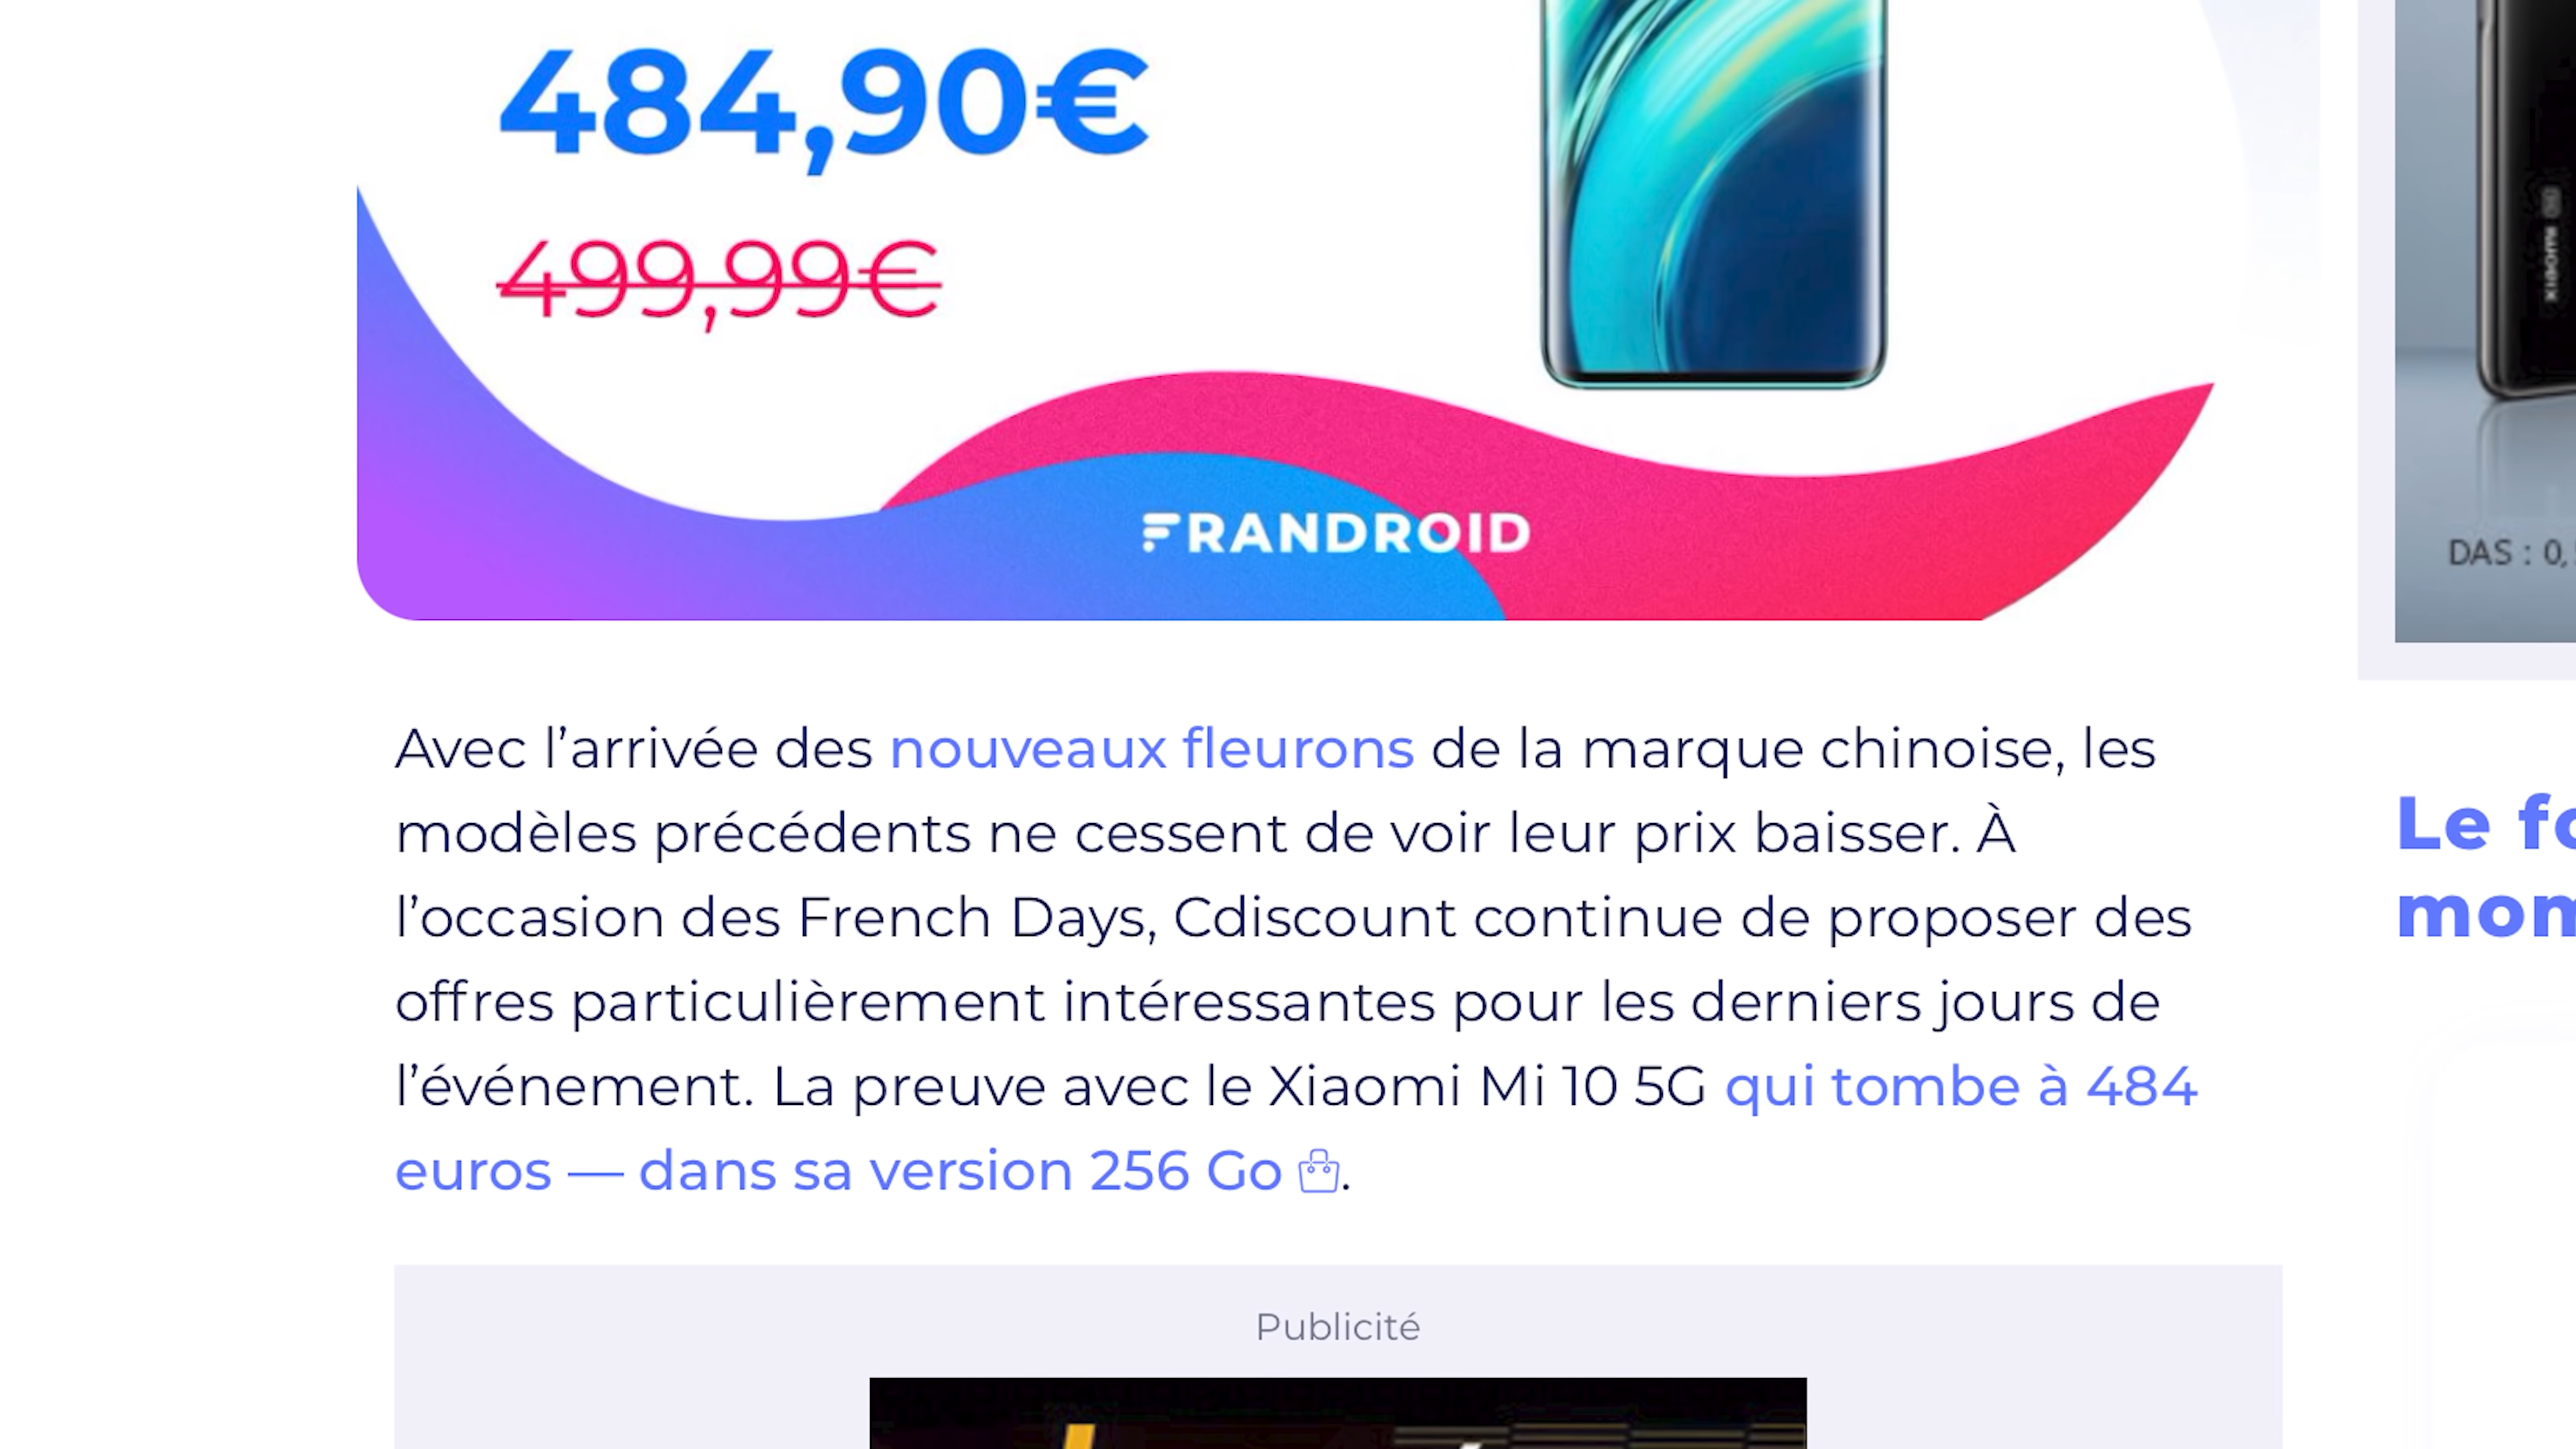 484,90€
499,99€
FRANDROID
xiaomi 5G
DAS : 0,
Avec l’arrivée des nouveaux fleurons de la marque chinoise, les
modèles précédents ne cessent de voir leur prix baisser. À
l’occasion des French Days, Cdiscount continue de proposer des
offres particulièrement intéressantes pour les derniers jours de
l’événement. La preuve avec le Xiaomi Mi 10 5G qui tombe à 484
euros — dans sa version 256 Go.
Le
Publicité